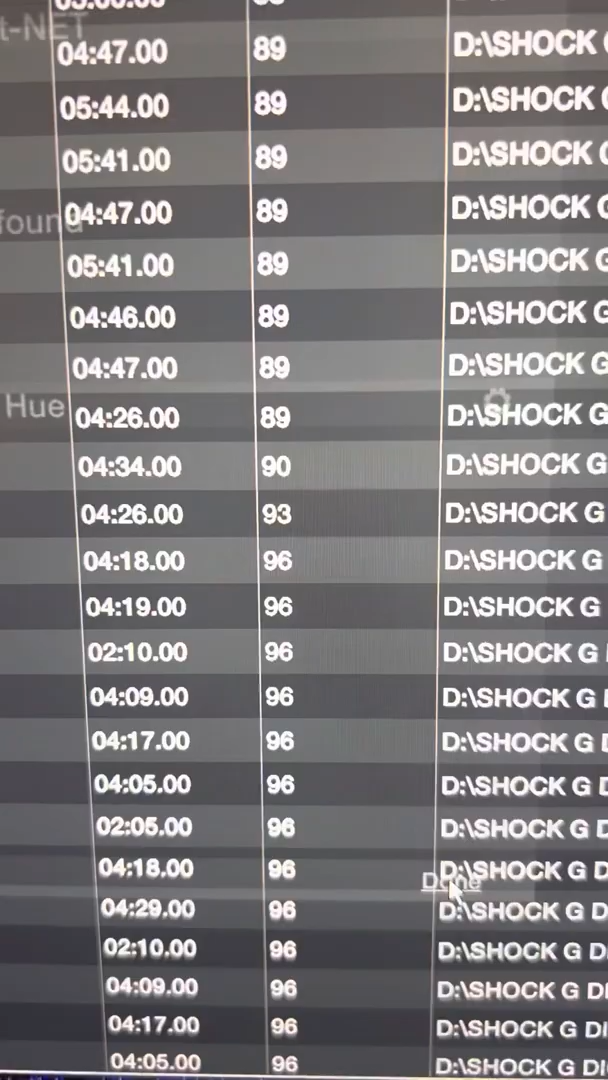 t-NET
04:47.00 89 D:\SHOCK
05:44.00 89 D:\SHOCK
05:41.00 89 D:\SHOCK
found
04:47.00 89 D:\SHOCK G
05:41.00 89 D:\SHOCK G
04:46.00 89 D:\SHOCK G
04:47.00 89 D:\SHOCK G
Hue
04:26.00 89 D:\SHOCK G
04:34.00 90 D:\SHOCK G
04:26.00 93 D:\SHOCK G
04:18.00 96 D:\SHOCK G
04:19.00 96 D:\SHOCK G
02:10.00 96 D:\SHOCK G
04:09.00 96 D:\SHOCK G
04:17.00 96 D:\SHOCK G D
04:05.00 96 D:\SHOCK G D
02:05.00 96 D:\SHOCK G D
04:18.00 96 D:\SHOCK G D
Done
04:29.00 96 D:\SHOCK G D
02:10.00 96 D:\SHOCK G D
04:09.00 96 D:\SHOCK G DI
04:17.00 96 D:\SHOCK G DI
04:05.00 96 D:\SHOCK G DI